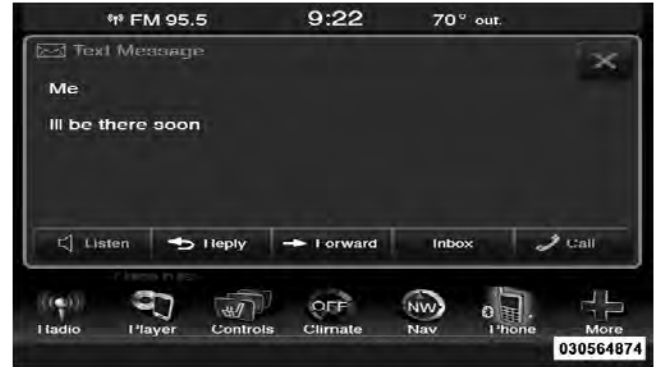 FM 95.5 9:22 70° out.
Text Message
Me
Ill be there soon
Listen Reply Forward Inbox Call
OFF NW
Radio Player Controls Climate Nav Phone More
030564874